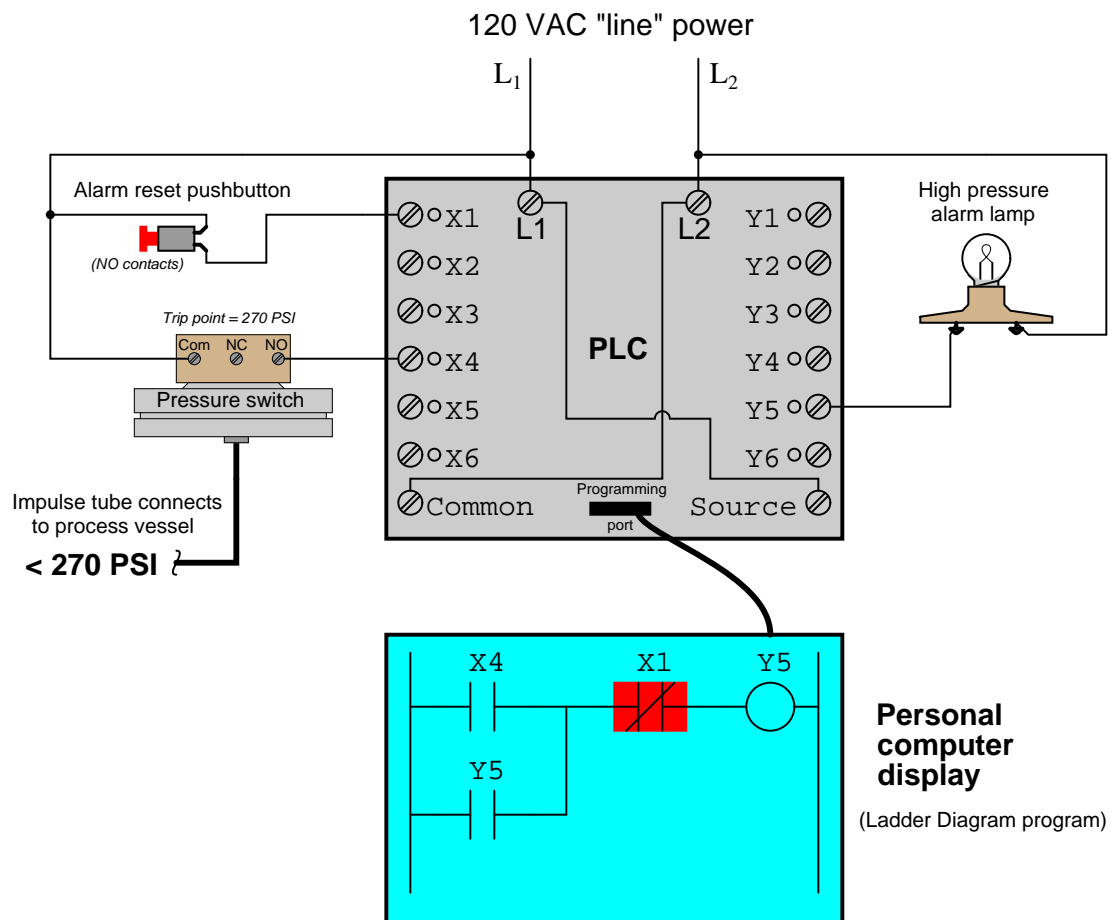 120 VAC "line" power
L1
L2
Alarm reset pushbutton
(NO contacts)
Trip point = 270 PSI
Com
NC
NO
Pressure switch
Impulse tube connects
to process vessel
< 270 PSI
X1
X2
X3
X4
X5
X6
Common
L1
L2
PLC
Programming
port
Y1
Y2
Y3
Y4
Y5
Y6
Source
High pressure
alarm lamp
X4
X1
Y5
Y5
Personal
computer
display
(Ladder Diagram program)